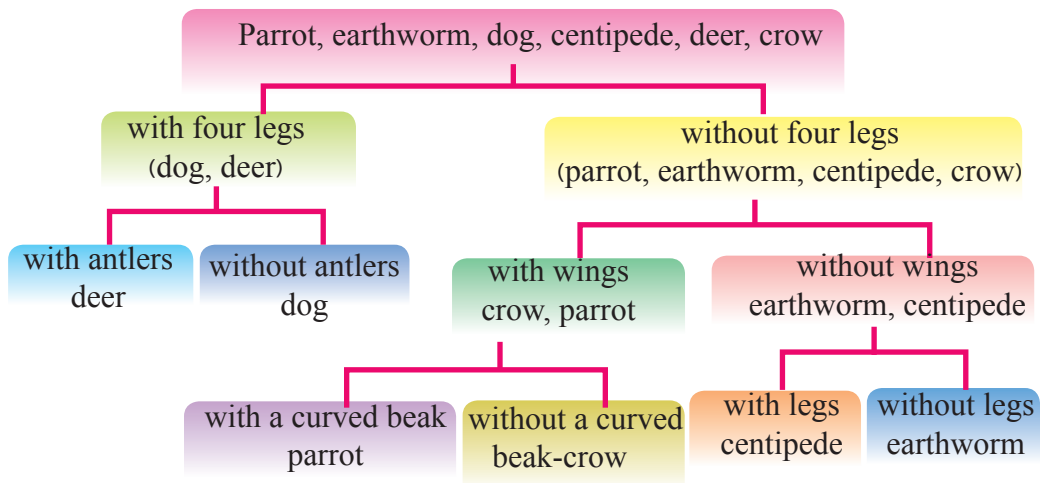 Parrot, earthworm, dog, centipede, deer, crow
with four legs
(dog, deer)
without four legs
(parrot, earthworm, centipede, crow)
with antlers
deer
without antlers
dog
with wings
crow, parrot
without wings
earthworm, centipede
with a curved beak
parrot
without a curved
beak-crow
with legs
centipede
without legs
earthworm